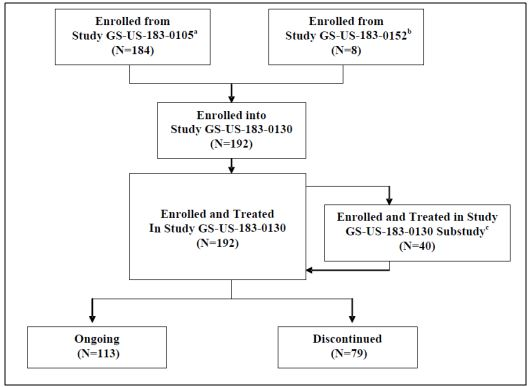 Enrolled from
Study GS-US-183-0105a
(N=184)
Enrolled from
Study GS-US-183-0152b
(N=8)
Enrolled into
Study GS-US-183-0130
(N=192)
Enrolled and Treated
In Study GS-US-183-0130
(N=192)
Enrolled and Treated in Study
GS-US-183-0130 Substudyc
(N=40)
Ongoing
(N=113)
Discontinued
(N=79)